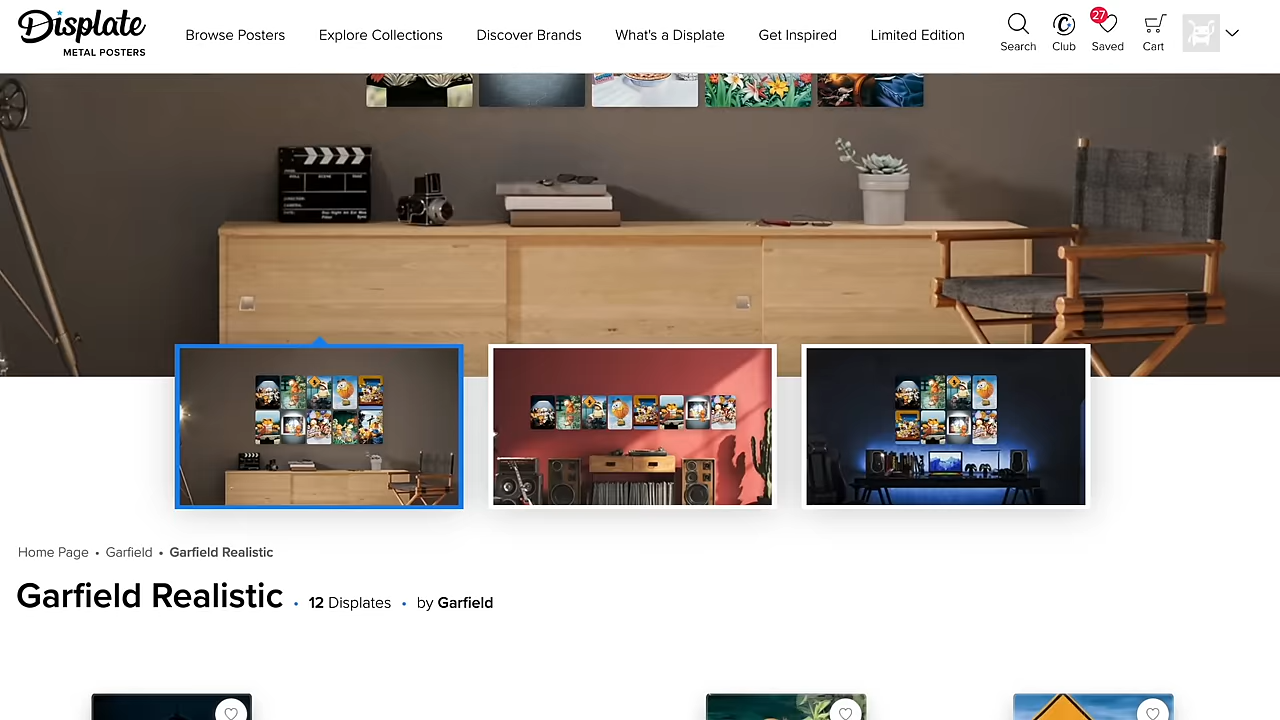 Displate
METAL POSTERS
Browse Posters
Explore Collections
Discover Brands
What's a Displate
Get Inspired
Limited Edition
Search
Club
27
Saved
Cart
Home Page • Garfield • Garfield Realistic
Garfield Realistic • 12 Displates • by Garfield